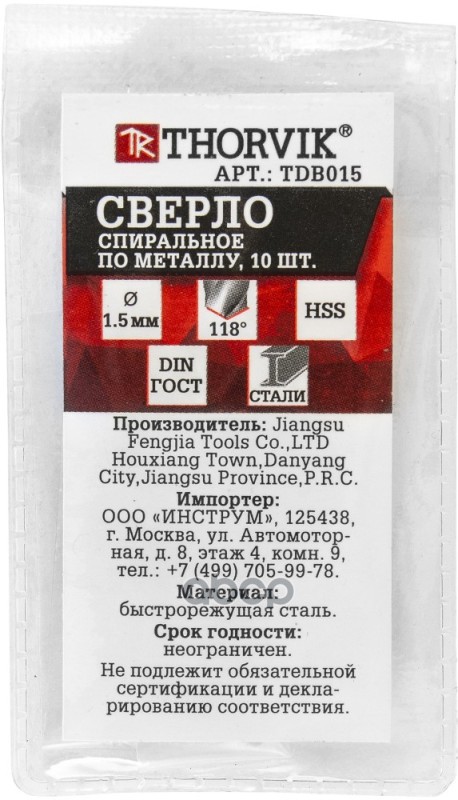 TR THORVIK®
АРТ.: TDB015
СВЕРЛО
СПИРАЛЬНОЕ
ПО МЕТАЛЛУ, 10 ШТ.
Ø
1.5 мм
118°
HSS
DIN
ГОСТ
СТАЛИ
Производитель: Jiangsu
Fengjia Tools Co.,LTD
Houxiang Town,Danyang
City,Jiangsu Province,P.R.C.
Импортер:
ООО «ИНСТРУМ», 125438,
г. Москва, ул. Автомотор-
ная, д. 8, этаж 4, комн. 9,
тел.: +7 (499) 705-99-78.
Материал:
быстрорежущая сталь.
Срок годности:
неограничен.
Не подлежит обязательной
сертификации и декла-
рированию соответствия.